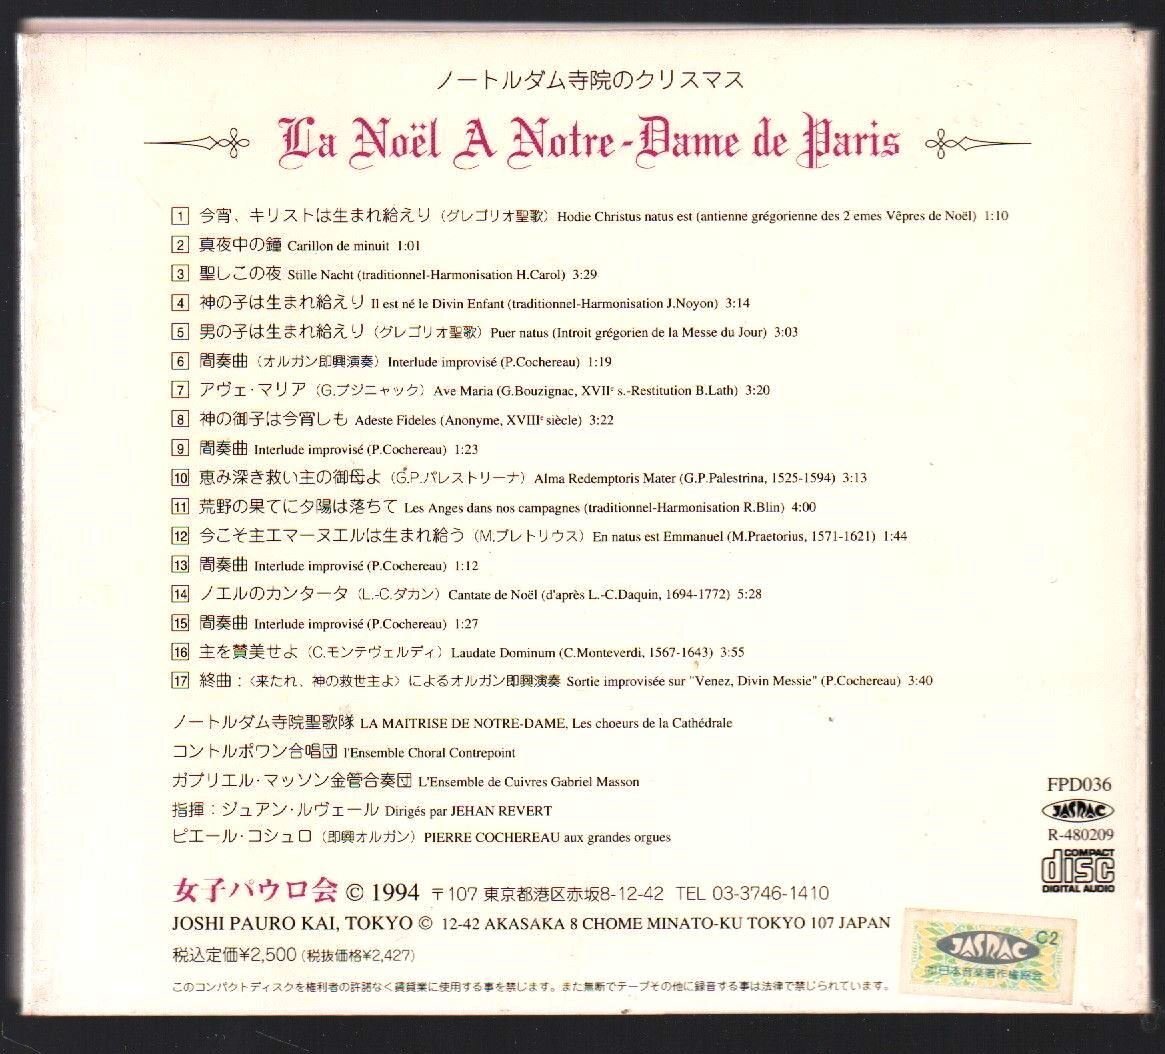 ノートルダム寺院のクリスマス
La Noël A Notre-Dame de Paris
1 今宵、キリストは生まれ給えり（グレゴリオ聖歌）Hodie Christus natus est (antienne grégorienne des 2 emes Vêpres de Noël) 1:10
2 真夜中の鐘 Carillon de minuit 1:01
3 聖しこの夜 Stille Nacht (traditionnel-Harmonisation H.Carol) 3:29
4 神の子は生まれ給えり Il est né le Divin Enfant (traditionnel-Harmonisation J.Noyon) 3:14
5 男の子は生まれ給えり（グレゴリオ聖歌）Puer natus (Introit grégorien de la Messe du Jour) 3:03
6 間奏曲（オルガン即興演奏）Interlude improvisé (P.Cochereau) 1:19
7 アヴェ・マリア（G.ブジニャック）Ave Maria (G.Bouzignac, XVIIᵉ s.-Restitution B.Lath) 3:20
8 神の御子は今宵しも Adeste Fideles (Anonyme, XVIIIᵉ siècle) 3:22
9 間奏曲 Interlude improvisé (P.Cochereau) 1:23
10 恵み深き救い主の御母よ（G.P.パレストリーナ）Alma Redemptoris Mater (G.P.Palestrina, 1525-1594) 3:13
11 荒野の果てに夕陽は落ちて Les Anges dans nos campagnes (traditionnel-Harmonisation R.Blin) 4:00
12 今こそ主エマーヌエルは生まれ給う（M.プレトリウス）En natus est Emmanuel (M.Praetorius, 1571-1621) 1:44
13 間奏曲 Interlude improvisé (P.Cochereau) 1:12
14 ノエルのカンタータ（L.-C.ダカン）Cantate de Noël (d'après L.-C.Daquin, 1694-1772) 5:28
15 間奏曲 Interlude improvisé (P.Cochereau) 1:27
16 主を賛美せよ（C.モンテヴェルディ）Laudate Dominum (C.Monteverdi, 1567-1643) 3:55
17 終曲：〈来たれ、神の救世主よ〉によるオルガン即興演奏 Sortie improvisée sur "Venez, Divin Messie" (P.Cochereau) 3:40
ノートルダム寺院聖歌隊 LA MAITRISE DE NOTRE-DAME, Les choeurs de la Cathédrale
コントルポワン合唱団 l'Ensemble Choral Contrepoint
ガブリエル・マッソン金管合奏団 L'Ensemble de Cuivres Gabriel Masson
指揮：ジュアン・ルヴェール Dirigés par JEHAN REVERT
ピエール・コシュロ（即興オルガン）PIERRE COCHEREAU aux grandes orgues
FPD036
JASRAC
R-480209
COMPACT
disc
DIGITAL AUDIO
女子パウロ会 © 1994 〒107 東京都港区赤坂8-12-42 TEL 03-3746-1410
JOSHI PAURO KAI, TOKYO © 12-42 AKASAKA 8 CHOME MINATO-KU TOKYO 107 JAPAN
税込定価¥2,500（税抜価格¥2,427）
このコンパクトディスクを権利者の許諾なく賃貸業に使用する事を禁じます。また無断でテープその他に録音する事は法律で禁じられています。
JASRAC C2
㈳日本音楽著作権協会